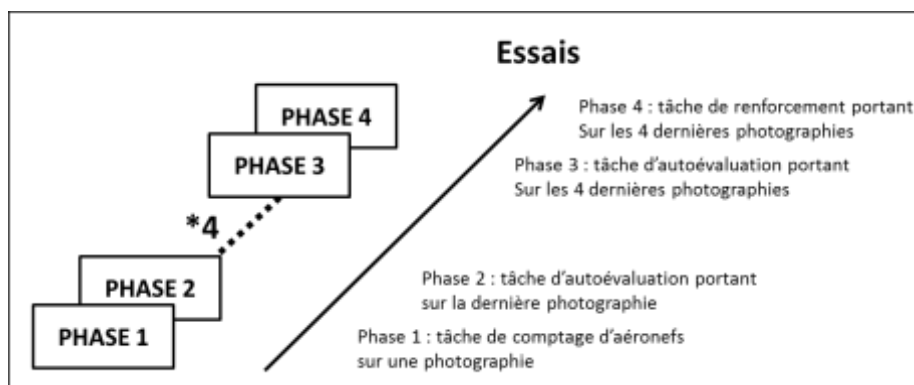 Essais
PHASE 4
PHASE 3
*4
PHASE 2
PHASE 1
Phase 4 : tâche de renforcement portant
Sur les 4 dernières photographies
Phase 3 : tâche d'autoévaluation portant
Sur les 4 dernières photographies
Phase 2 : tâche d'autoévaluation portant
sur la dernière photographie
Phase 1 : tâche de comptage d'aéronefs
sur une photographie